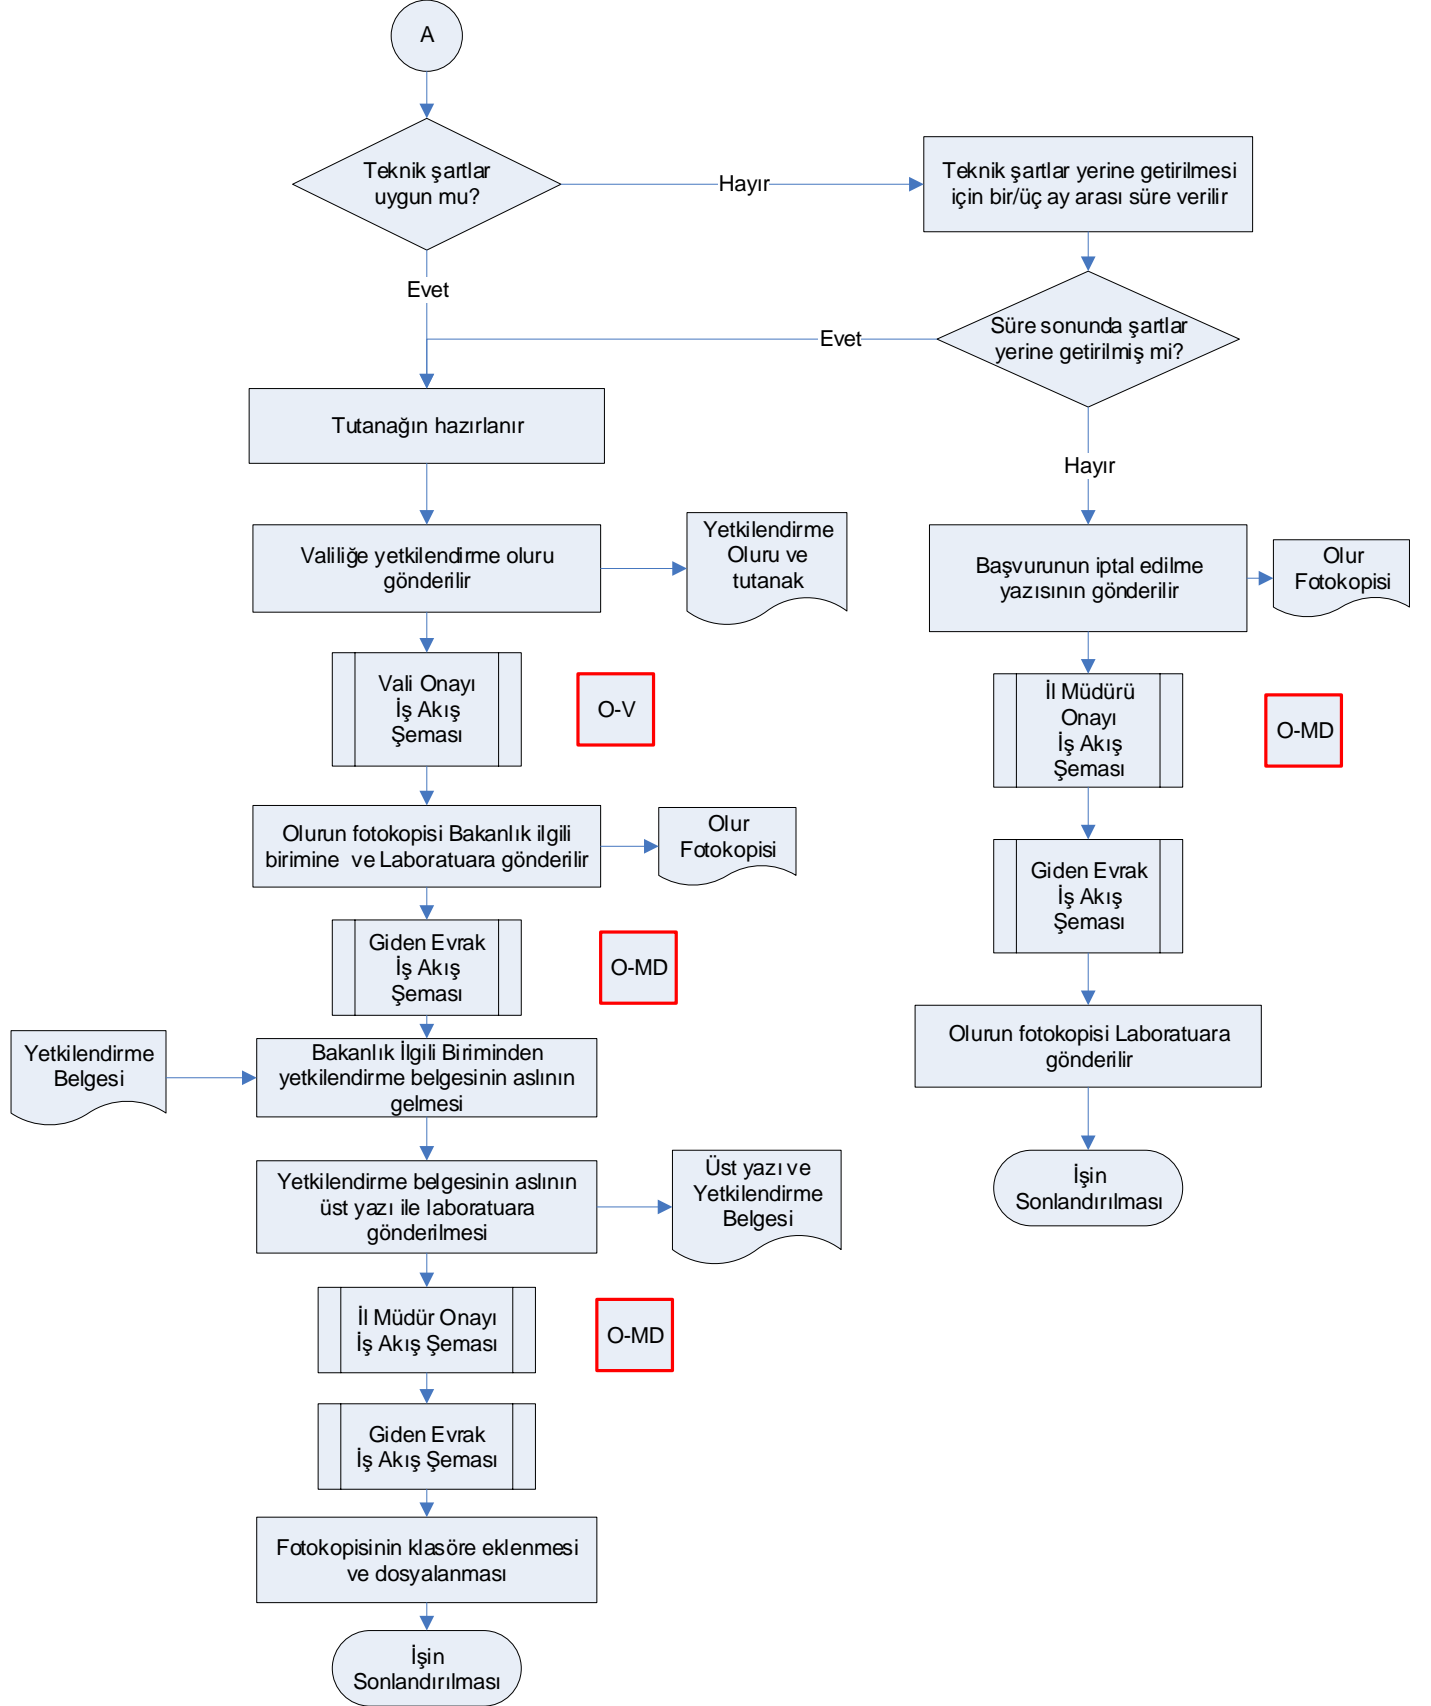 A
Teknik şartlar
uygun mu?
Hayır
Teknik şartlar yerine getirilmesi
için bir/üç ay arası süre verilir
Evet
Süre sonunda şartlar
yerine getirilmiş mi?
Evet
Tutanağın hazırlanır
Hayır
Valiliğe yetkilendirme oluru
gönderilir
Yetkilendirme
Oluru ve
tutanak
Başvurunun iptal edilme
yazısının gönderilir
Olur
Fotokopisi
Vali Onayı
İş Akış
Şeması
O-V
İl Müdürü
Onayı
İş Akış
Şeması
O-MD
Olurun fotokopisi Bakanlık ilgili
birimine ve Laboratuara gönderilir
Olur
Fotokopisi
Giden Evrak
İş Akış
Şeması
Giden Evrak
İş Akış
Şeması
O-MD
Yetkilendirme
Belgesi
Bakanlık İlgili Biriminden
yetkilendirme belgesinin aslının
gelmesi
Olurun fotokopisi Laboratuara
gönderilir
Yetkilendirme belgesinin aslının
üst yazı ile laboratuara
gönderilmesi
Üst yazı ve
Yetkilendirme
Belgesi
İşin
Sonlandırılması
İl Müdür Onayı
İş Akış Şeması
O-MD
Giden Evrak
İş Akış Şeması
Fotokopisinin klasöre eklenmesi
ve dosyalanması
İşin
Sonlandırılması